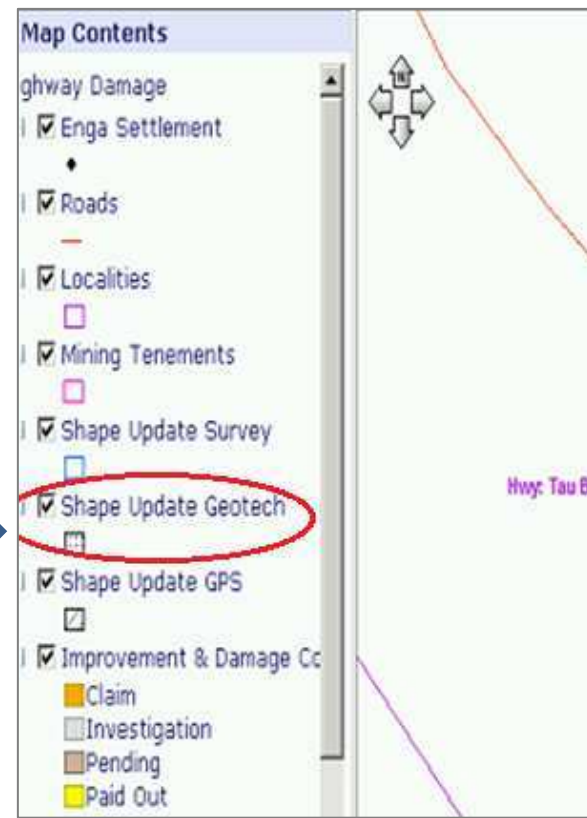 Map Contents
ghway Damage
Enga Settlement
Roads
Localities
Mining Tenements
Shape Update Survey
Shape Update Geotech
Shape Update GPS
Improvement & Damage Cc
Claim
Investigation
Pending
Paid Out
N
Hwy: Tau B